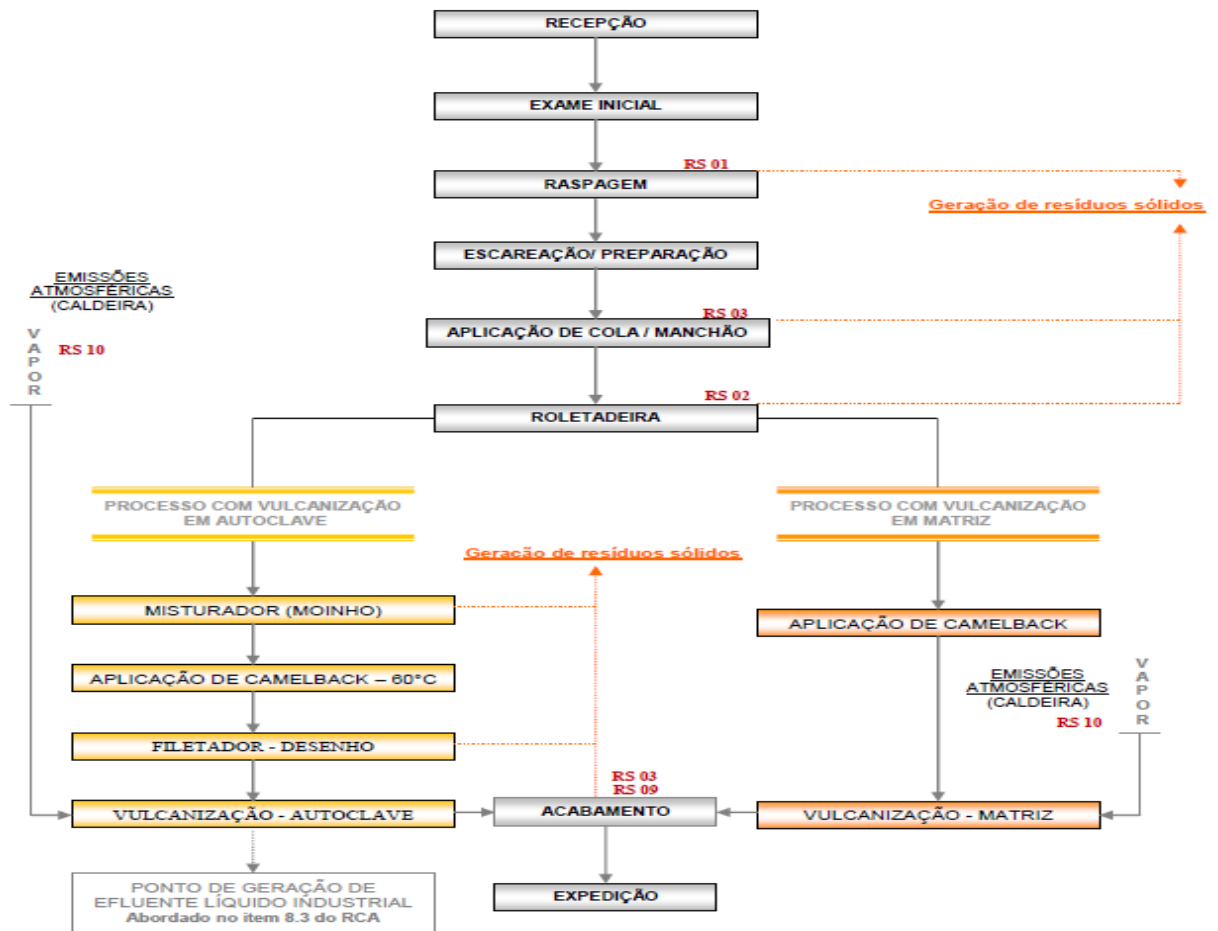 RECEPÇÃO
EXAME INICIAL
RS 01
RASPAGEM
Geração de resíduos sólidos
ESCAREAÇÃO/ PREPARAÇÃO
EMISSÕES
ATMOSFÉRICAS
(CALDEIRA)
VAPOR
RS 10
RS 03
APLICAÇÃO DE COLA / MANCHÃO
RS 02
ROLETADEIRA
PROCESSO COM VULCANIZAÇÃO
EM AUTOCLAVE
PROCESSO COM VULCANIZAÇÃO
EM MATRIZ
Geração de resíduos sólidos
MISTURADOR (MOINHO)
APLICAÇÃO DE CAMELBACK
APLICAÇÃO DE CAMELBACK – 60°C
EMISSÕES
ATMOSFÉRICAS
(CALDEIRA)
RS 10
VAPOR
FILETADOR - DESENHO
RS 03
RS 09
VULCANIZAÇÃO - AUTOCLAVE
ACABAMENTO
VULCANIZAÇÃO - MATRIZ
PONTO DE GERAÇÃO DE
EFLUENTE LÍQUIDO INDUSTRIAL
Abordado no item 8.3 do RCA
EXPEDIÇÃO